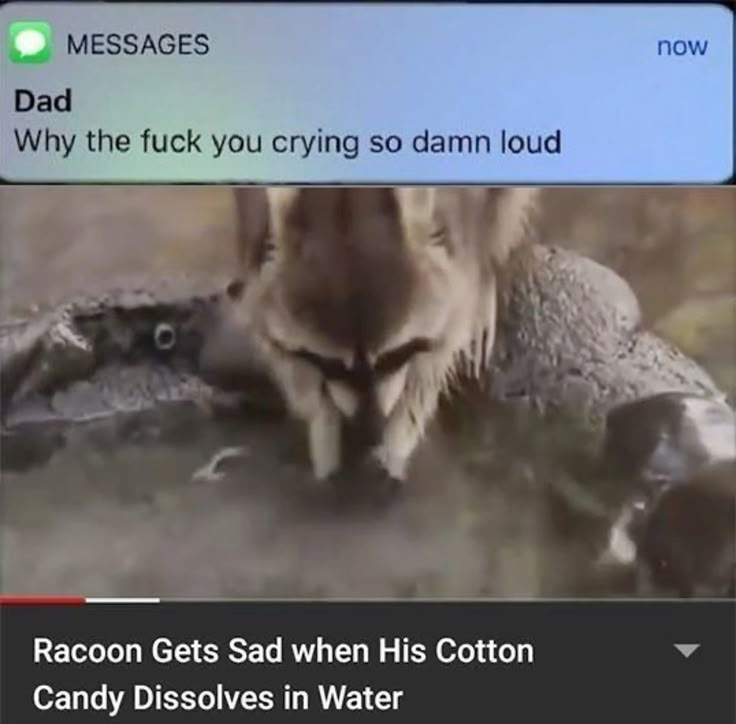 MESSAGES now
Dad
Why the fuck you crying so damn loud
Racoon Gets Sad when His Cotton
Candy Dissolves in Water